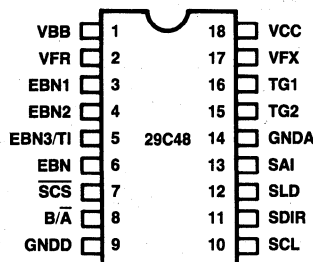 VBB 1 18 VCC
VFR 2 17 VFX
EBN1 3 16 TG1
EBN2 4 15 TG2
EBN3/TI 5 29C48 14 GNDA
EBN 6 13 SAI
S̅C̅S̅ 7 12 SLD
B/A̅ 8 11 SDIR
GNDD 9 10 SCL